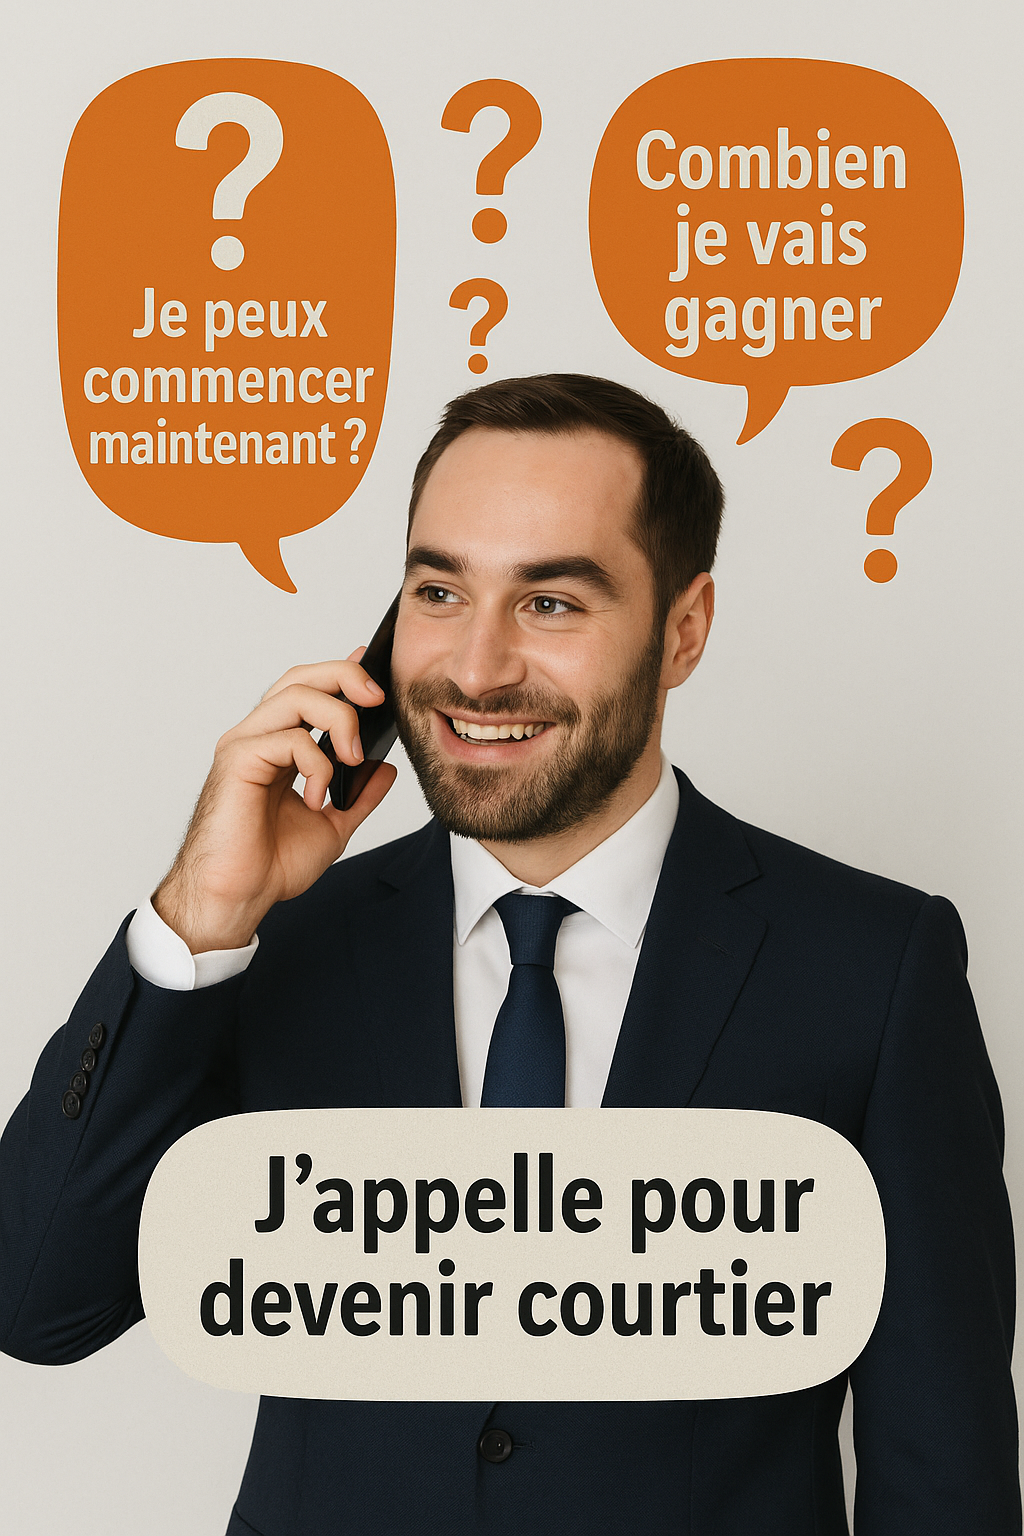 ?
Je peux
commencer
maintenant ?
?
?
Combien
je vais
gagner
?
J’appelle pour
devenir courtier